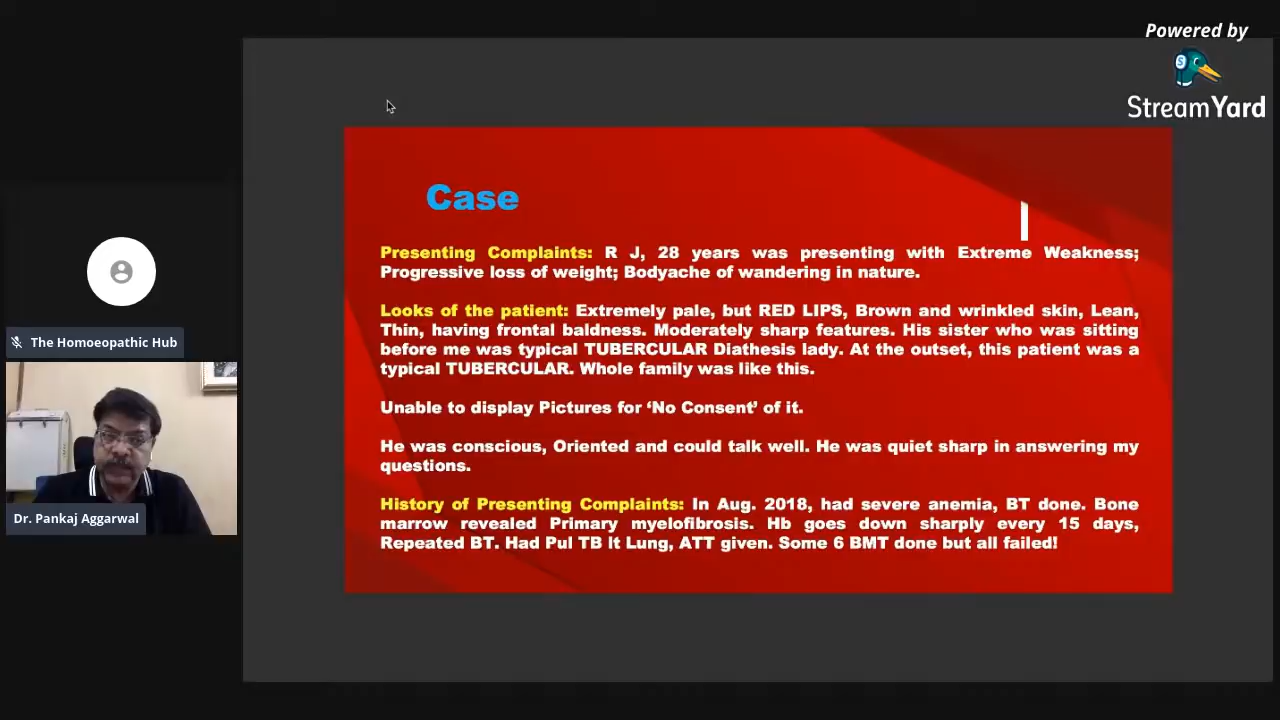 Powered by
StreamYard
Case
Presenting Complaints: R J, 28 years was presenting with Extreme Weakness;
Progressive loss of weight; Bodyache of wandering in nature.
Looks of the patient: Extremely pale, but RED LIPS, Brown and wrinkled skin, Lean,
Thin, having frontal baldness. Moderately sharp features. His sister who was sitting
before me was typical TUBERCULAR Diathesis lady. At the outset, this patient was a
typical TUBERCULAR. Whole family was like this.
Unable to display Pictures for ‘No Consent’ of it.
He was conscious, Oriented and could talk well. He was quiet sharp in answering my
questions.
History of Presenting Complaints: In Aug. 2018, had severe anemia, BT done. Bone
marrow revealed Primary myelofibrosis. Hb goes down sharply every 15 days,
Repeated BT. Had Pul TB lt Lung, ATT given. Some 6 BMT done but all failed!
The Homoeopathic Hub
Dr. Pankaj Aggarwal